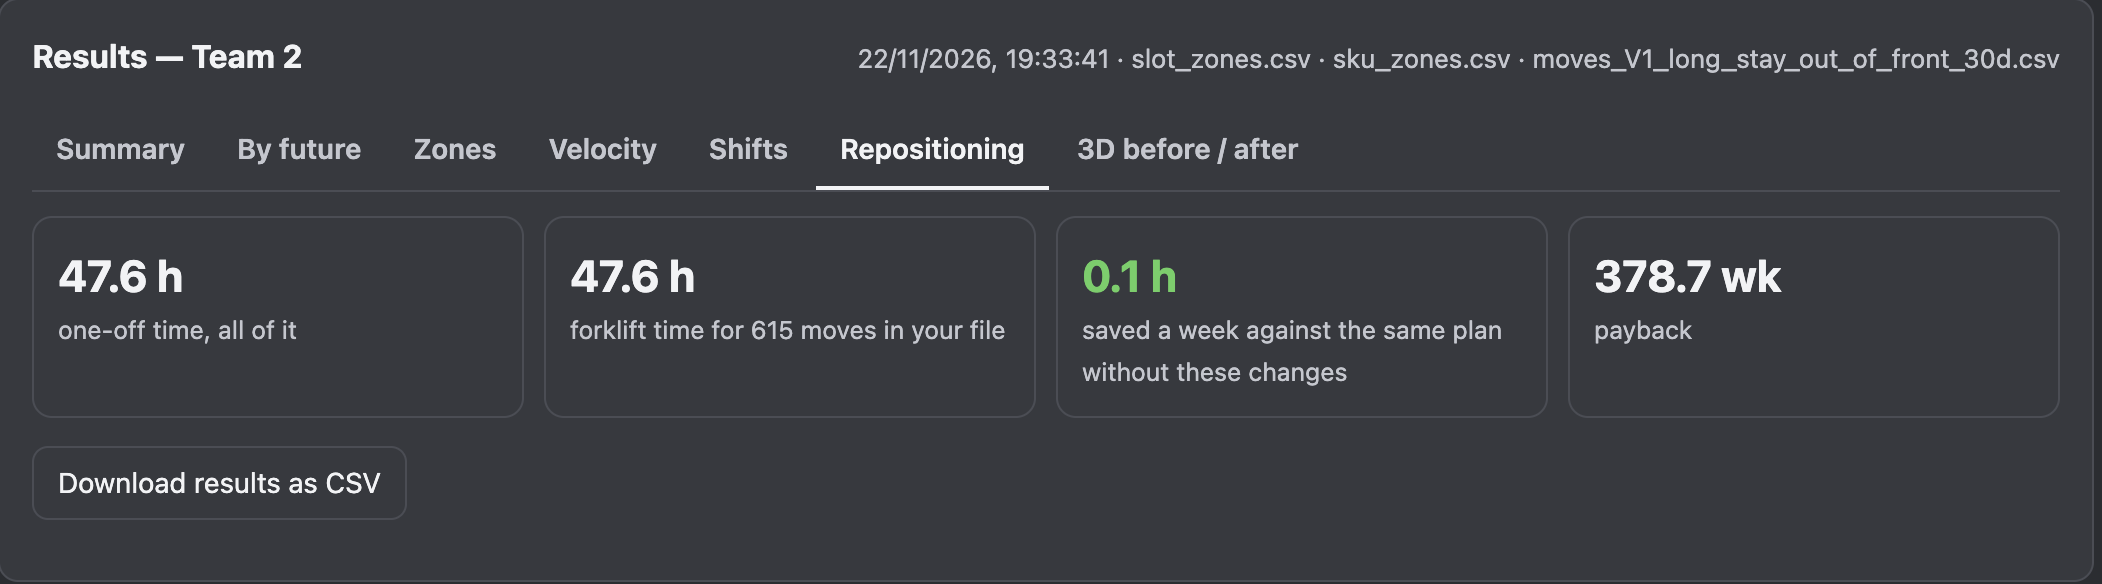 Results — Team 2
22/11/2026, 19:33:41 · slot_zones.csv · sku_zones.csv · moves_V1_long_stay_out_of_front_30d.csv
Summary
By future
Zones
Velocity
Shifts
Repositioning
3D before / after
47.6 h
one-off time, all of it
47.6 h
forklift time for 615 moves in your file
0.1 h
saved a week against the same plan
without these changes
378.7 wk
payback
Download results as CSV